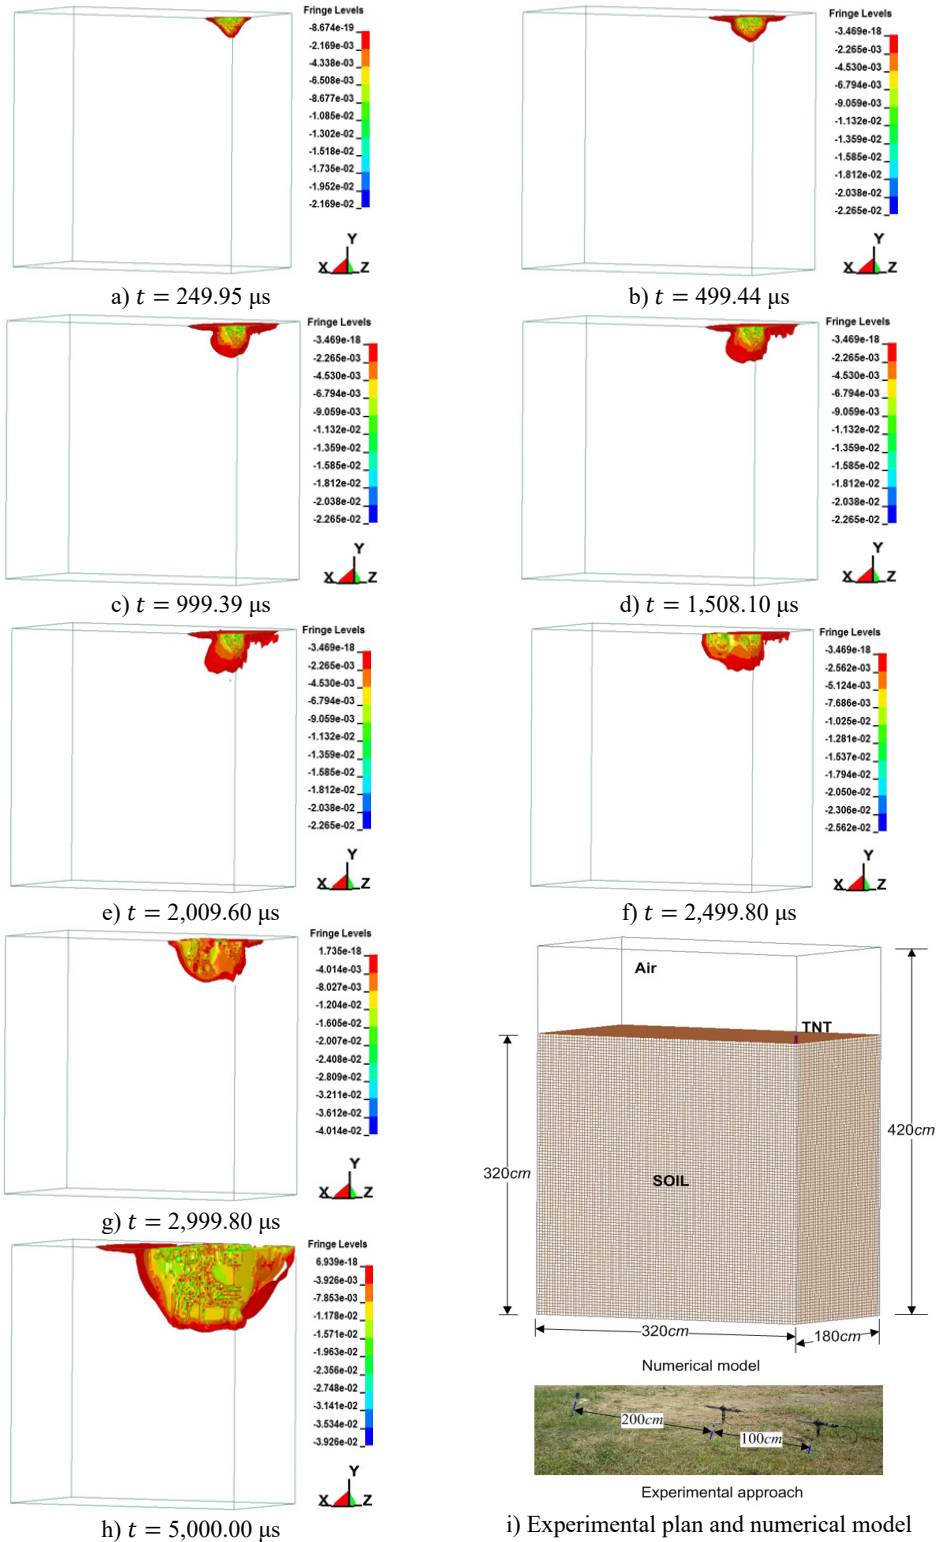 Fringe Levels
-8.674e-19
-2.169e-03
-4.338e-03
-6.508e-03
-8.677e-03
-1.085e-02
-1.302e-02
-1.518e-02
-1.735e-02
-1.952e-02
-2.169e-02
Y
X Z
a) t = 249.95 μs
Fringe Levels
-3.469e-18
-2.265e-03
-4.530e-03
-6.794e-03
-9.059e-03
-1.132e-02
-1.359e-02
-1.585e-02
-1.812e-02
-2.038e-02
-2.265e-02
Y
X Z
b) t = 499.44 μs
Fringe Levels
-3.469e-18
-2.265e-03
-4.530e-03
-6.794e-03
-9.059e-03
-1.132e-02
-1.359e-02
-1.585e-02
-1.812e-02
-2.038e-02
-2.265e-02
Y
X Z
c) t = 999.39 μs
Fringe Levels
-3.469e-18
-2.265e-03
-4.530e-03
-6.794e-03
-9.059e-03
-1.132e-02
-1.359e-02
-1.585e-02
-1.812e-02
-2.038e-02
-2.265e-02
Y
X Z
d) t = 1,508.10 μs
Fringe Levels
-3.469e-18
-2.265e-03
-4.530e-03
-6.794e-03
-9.059e-03
-1.132e-02
-1.359e-02
-1.585e-02
-1.812e-02
-2.038e-02
-2.265e-02
Y
X Z
e) t = 2,009.60 μs
Fringe Levels
-3.469e-18
-2.562e-03
-5.124e-03
-7.686e-03
-1.025e-02
-1.281e-02
-1.537e-02
-1.794e-02
-2.050e-02
-2.306e-02
-2.562e-02
Y
X Z
f) t = 2,499.80 μs
Fringe Levels
1.735e-18
-4.014e-03
-8.027e-03
-1.204e-02
-1.605e-02
-2.007e-02
-2.408e-02
-2.809e-02
-3.211e-02
-3.612e-02
-4.014e-02
Y
X Z
g) t = 2,999.80 μs
Fringe Levels
6.939e-18
-3.926e-03
-7.853e-03
-1.178e-02
-1.571e-02
-1.963e-02
-2.356e-02
-2.748e-02
-3.141e-02
-3.534e-02
-3.926e-02
Y
X Z
h) t = 5,000.00 μs
Air
TNT
420cm
320cm
SOIL
320cm
180cm
Numerical model
200cm
100cm
Experimental approach
i) Experimental plan and numerical model